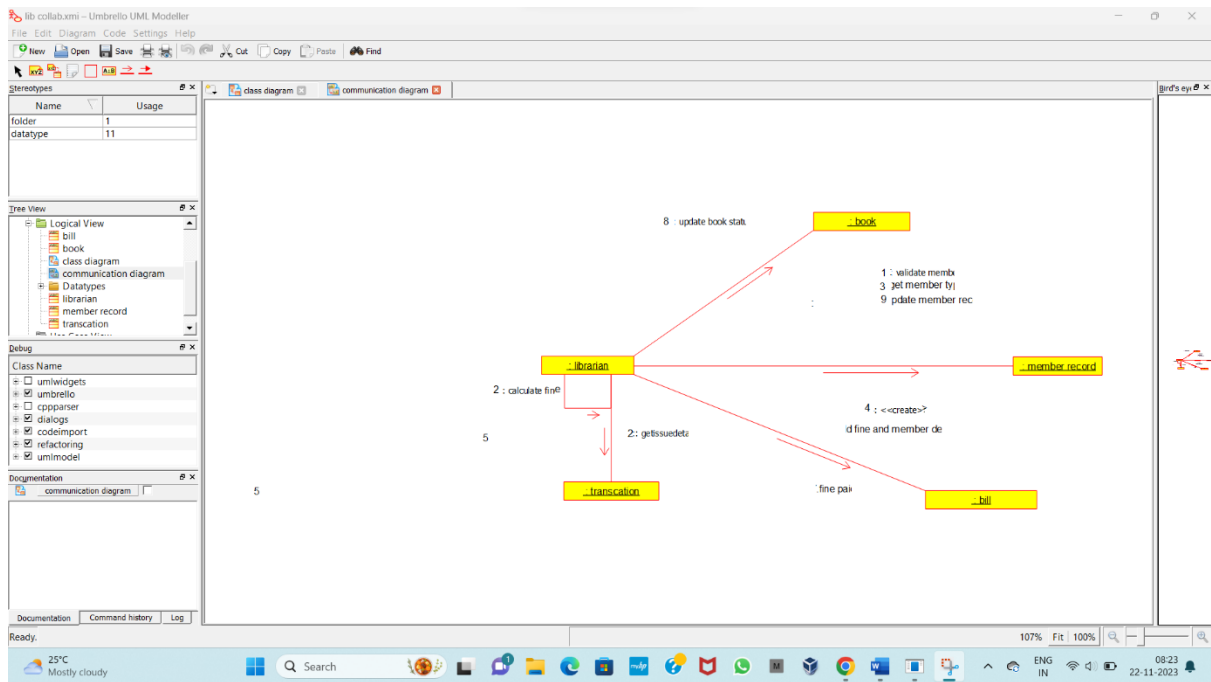 lib collab.xmi – Umbrello UML Modeller
File Edit Diagram Code Settings Help
New Open Save Cut Copy Paste Find
xyz A:B
Stereotypes
class diagram communication diagram
Bird's eye
Name Usage
folder 1
datatype 11
Tree View
Logical View
bill
book
class diagram
communication diagram
Datatypes
librarian
member record
transcation
Debug
Class Name
umlwidgets
umbrello
cppparser
dialogs
codeimport
refactoring
umlmodel
Documentation
communication diagram
Documentation Command history Log
8 : update book statu
: book
1 : validate memb
3 get member ty
9 pdate member rec
:
: librarian
: member record
2 : calculate fine
4 : <<create>?
d fine and member de
5
2:: getissuedeta
5
: transcation
:fine pai
: bill
Ready.
107% Fit 100%
25°C
Mostly cloudy
Search
ENG
IN
08:23
22-11-2023